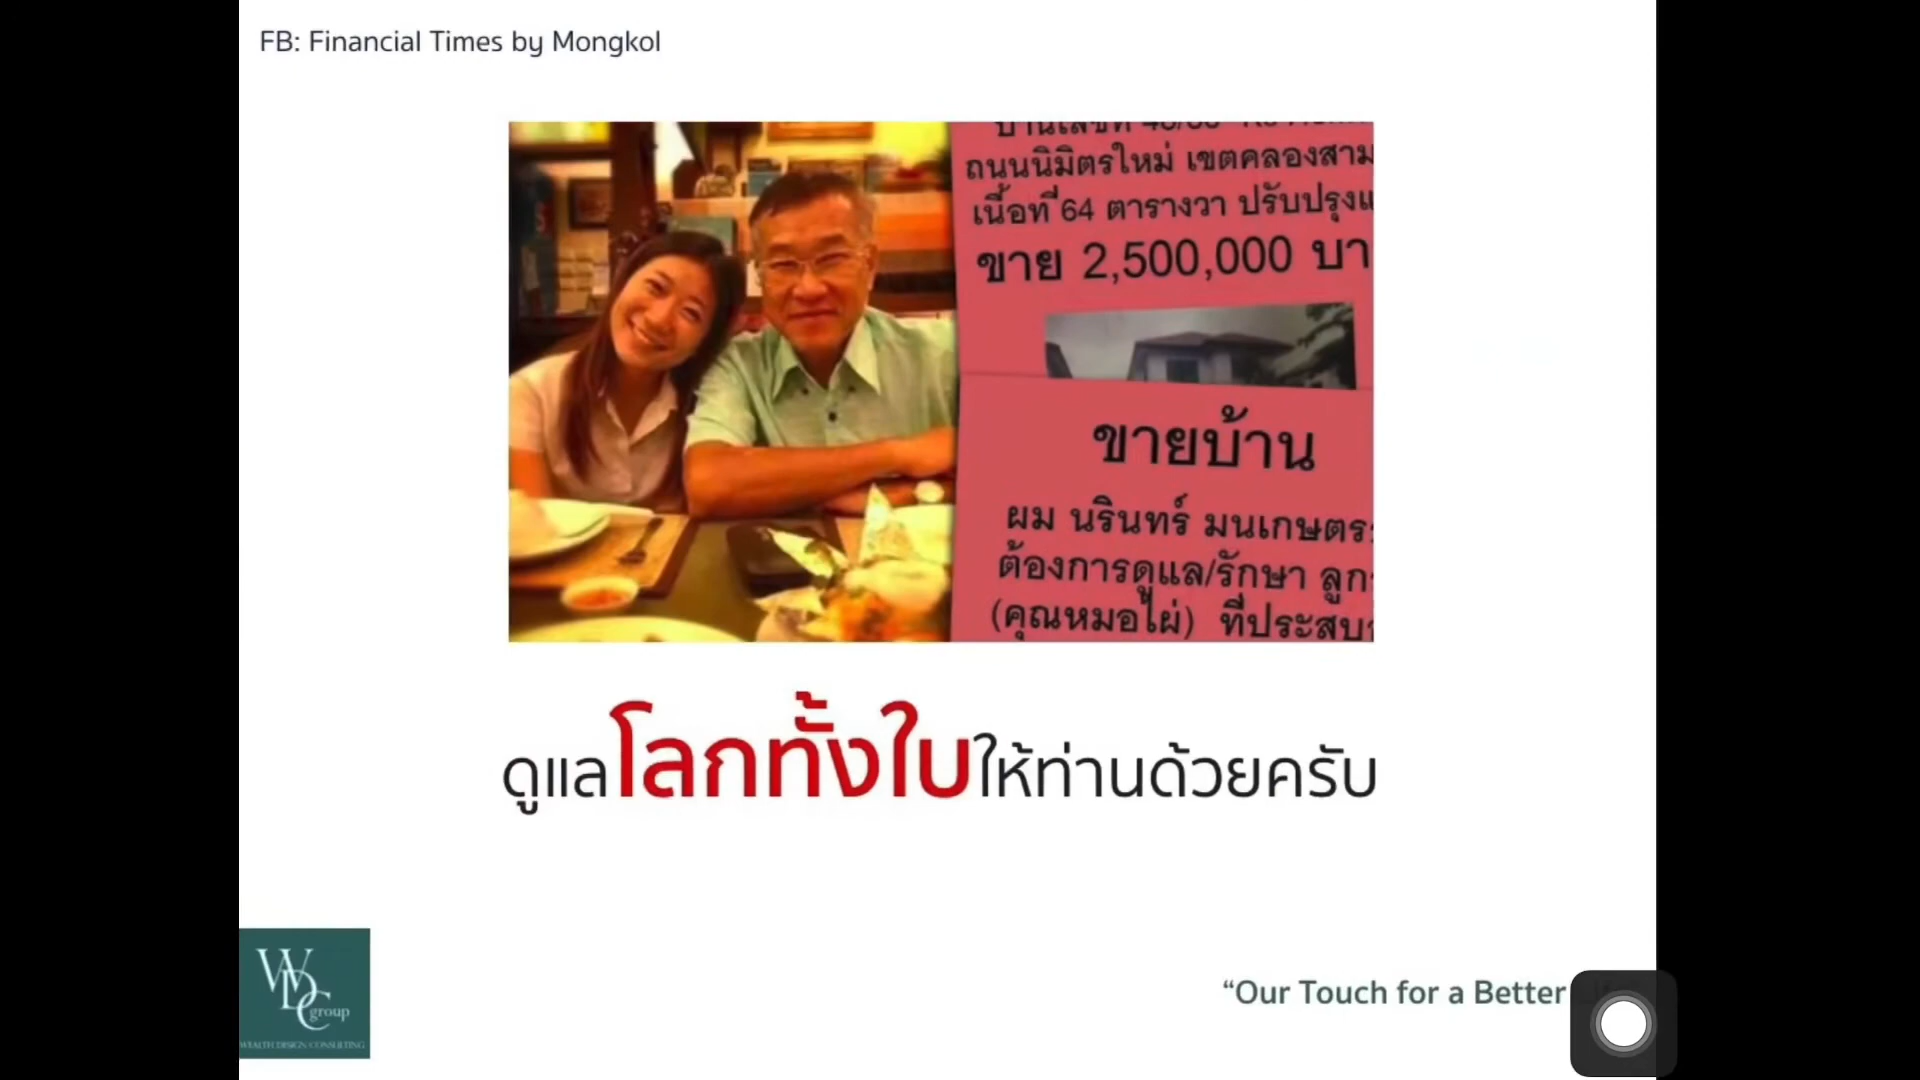 FB: Financial Times by Mongkol
ถนนนิมิตรใหม่ เขตคลองสาม
เนื้อที่ 64 ตารางวา ปรับปรุงแ
ขาย 2,500,000 บา
ขายบ้าน
ผม นรินทร์ มนเกษตร
ต้องการดูแล/รักษา ลูก
(คุณหมอไผ่) ที่ประสบ
ดูแลโลกทั้งใบให้ท่านด้วยครับ
WDC
group
WEALTH DESIGN CONSULTING
“Our Touch for a Better